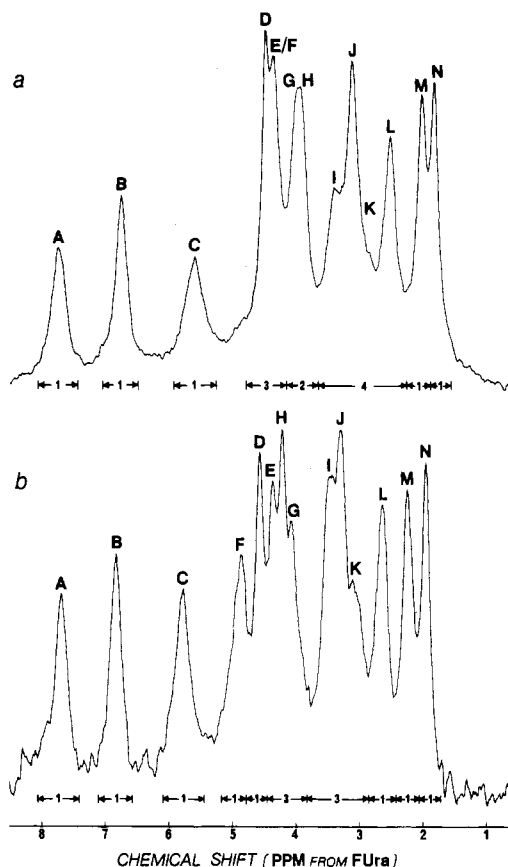 a
D
E/F
G H
J
I
K
L
M
N
B
A
C
1 1 1 3 2 4 1 1
b
H
D
E
G
F
I
J
K
L
M
N
B
A
C
1 1 1 1 1 3 3 1 1 1
8 7 6 5 4 3 2 1
CHEMICAL SHIFT (PPM FROM FUra)